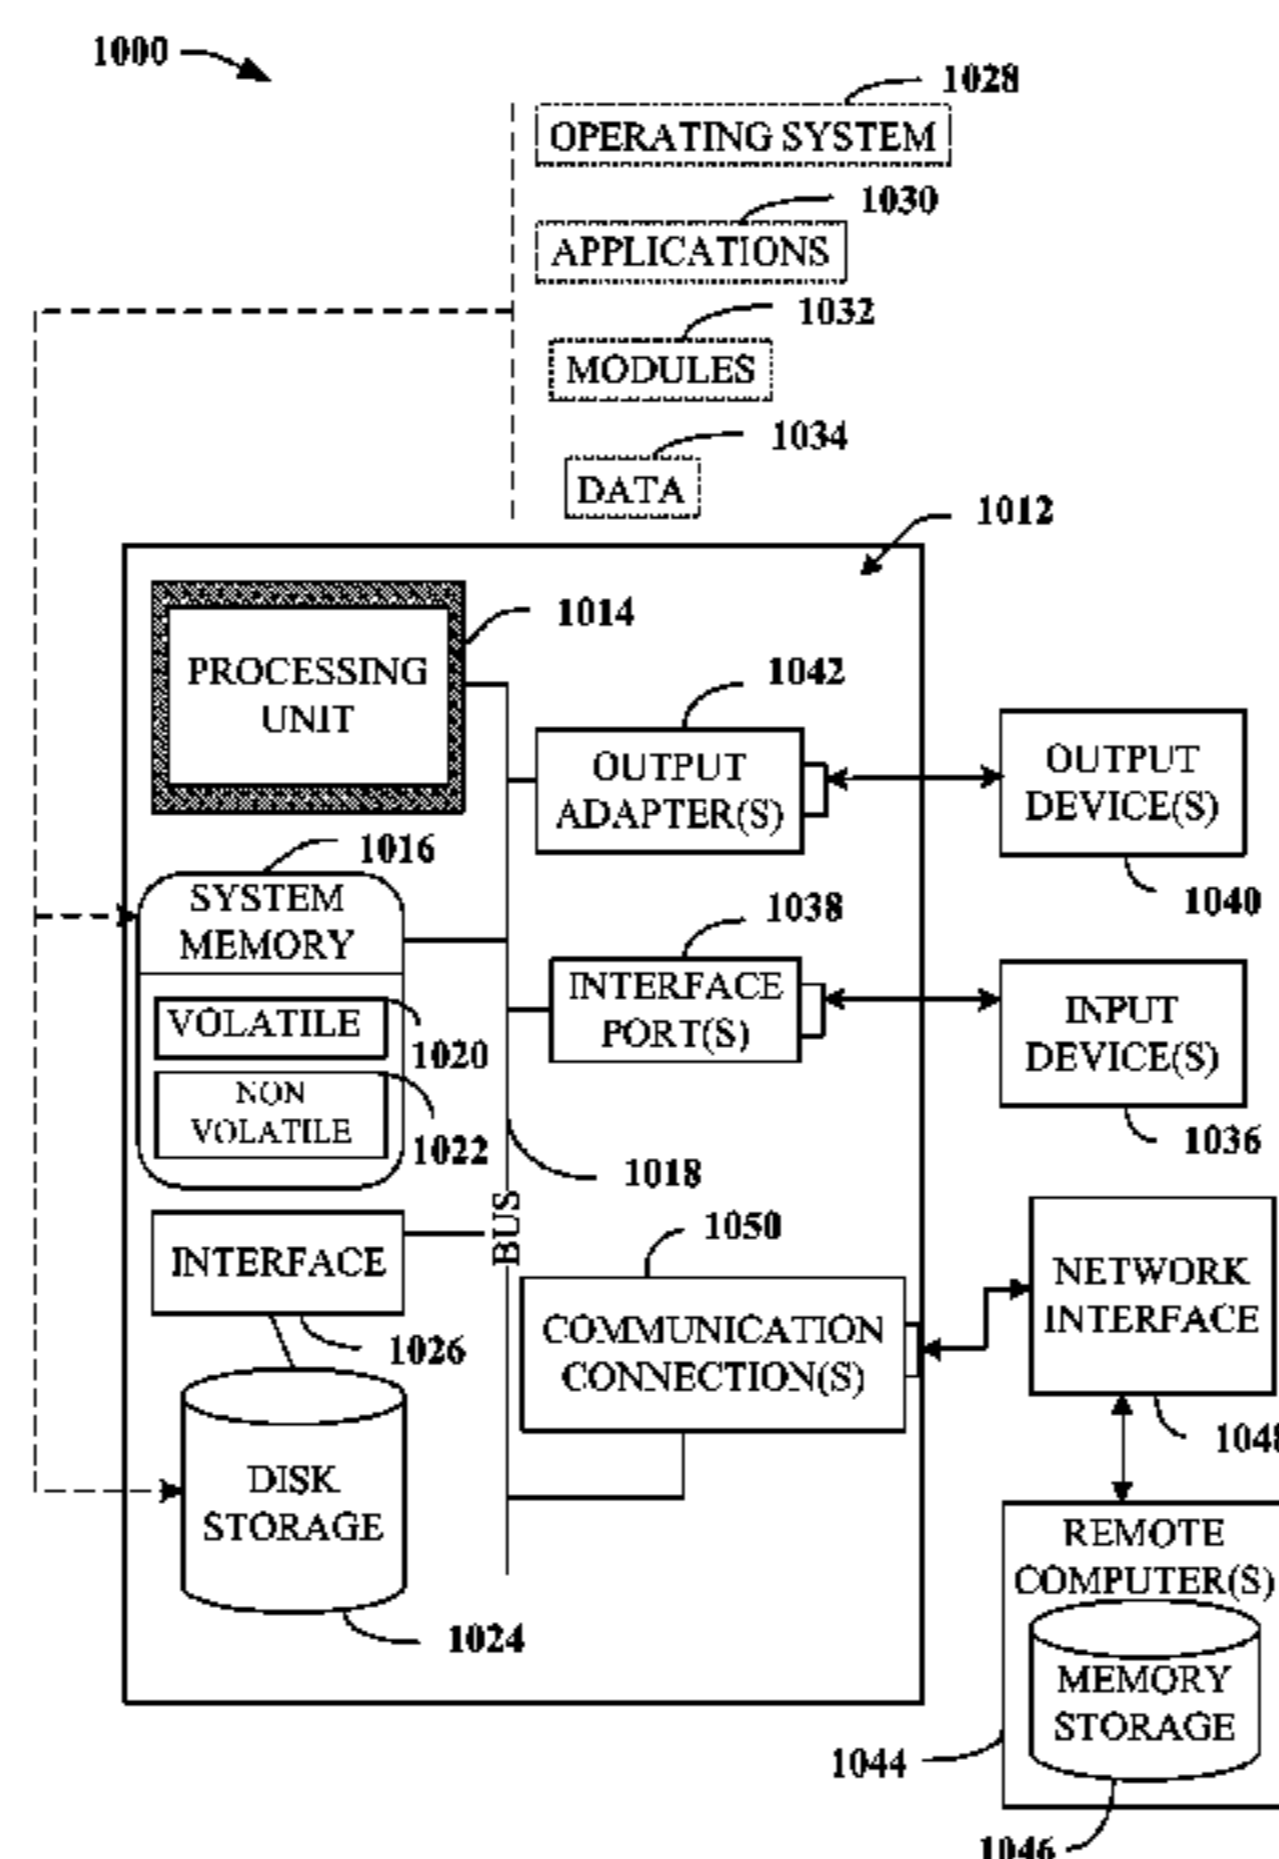 1000
1028
OPERATING SYSTEM
1030
APPLICATIONS
1032
MODULES
1034
DATA
1012
PROCESSING
UNIT
1014
1042
OUTPUT
ADAPTER(S)
OUTPUT
DEVICE(S)
1040
1016
SYSTEM
MEMORY
VOLATILE
1020
NON
VOLATILE
1022
1038
INTERFACE
PORT(S)
INPUT
DEVICE(S)
1036
1018
BUS
INTERFACE
1026
1050
COMMUNICATION
CONNECTION(S)
NETWORK
INTERFACE
1048
DISK
STORAGE
1024
REMOTE
COMPUTER(S)
MEMORY
STORAGE
1044
1046